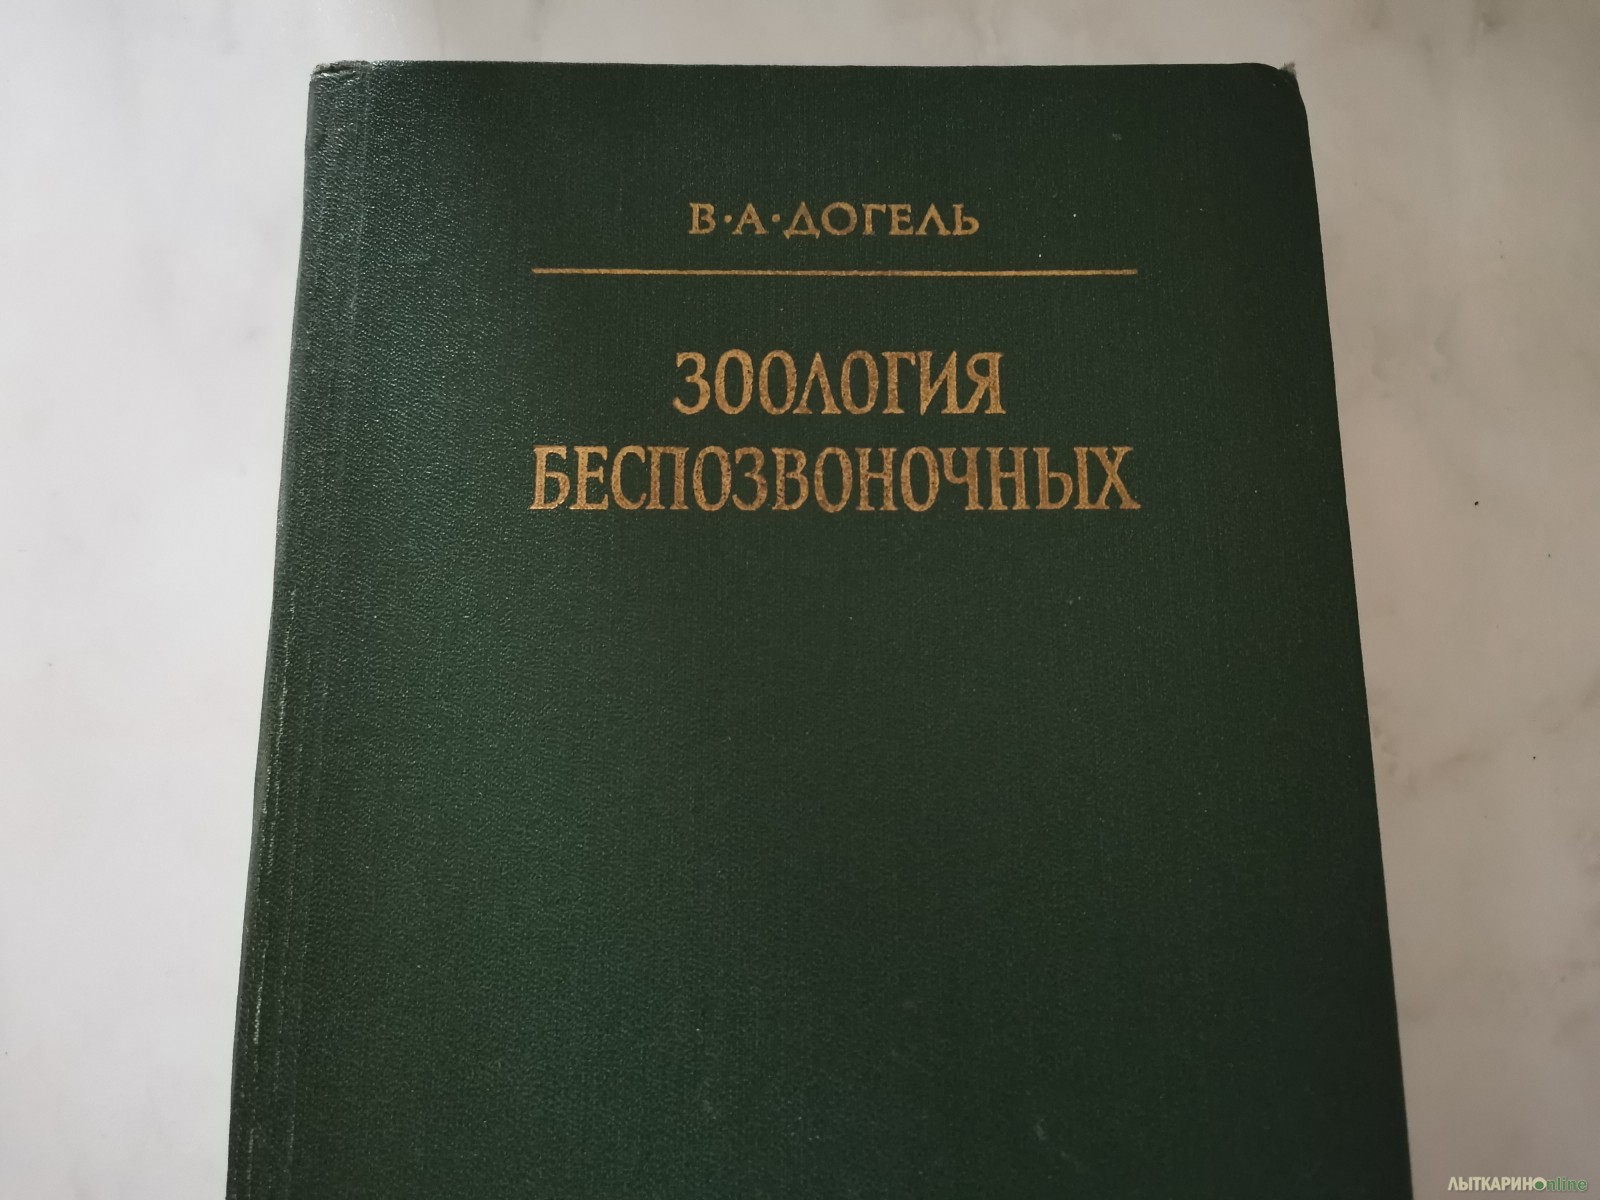 В·А·ДОГЕЛЬ
ЗООЛОГИЯ
БЕСПОЗВОНОЧНЫХ
ЛЫТКАРИНОonline